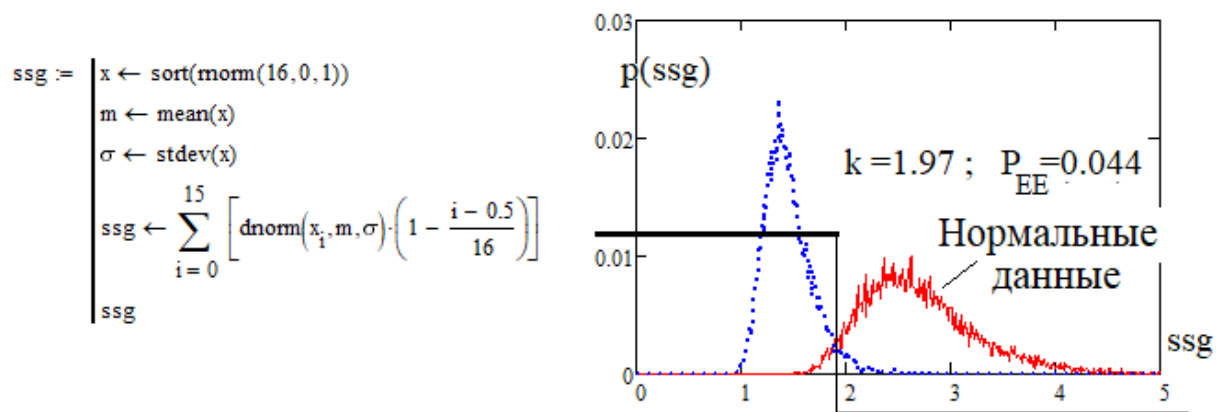 ssg := x ← sort(rnorm(16,0,1))
m ← mean(x)
σ ← stdev(x)
15
ssg ← ∑ [dnorm(x_i, m, σ)·(1 − (i − 0.5)/16)]
i = 0
ssg
0.03
p(ssg)
0.02
k =1.97 ; P_EE=0.044
Нормальные
данные
0.01
ssg
0
0 1 2 3 4 5